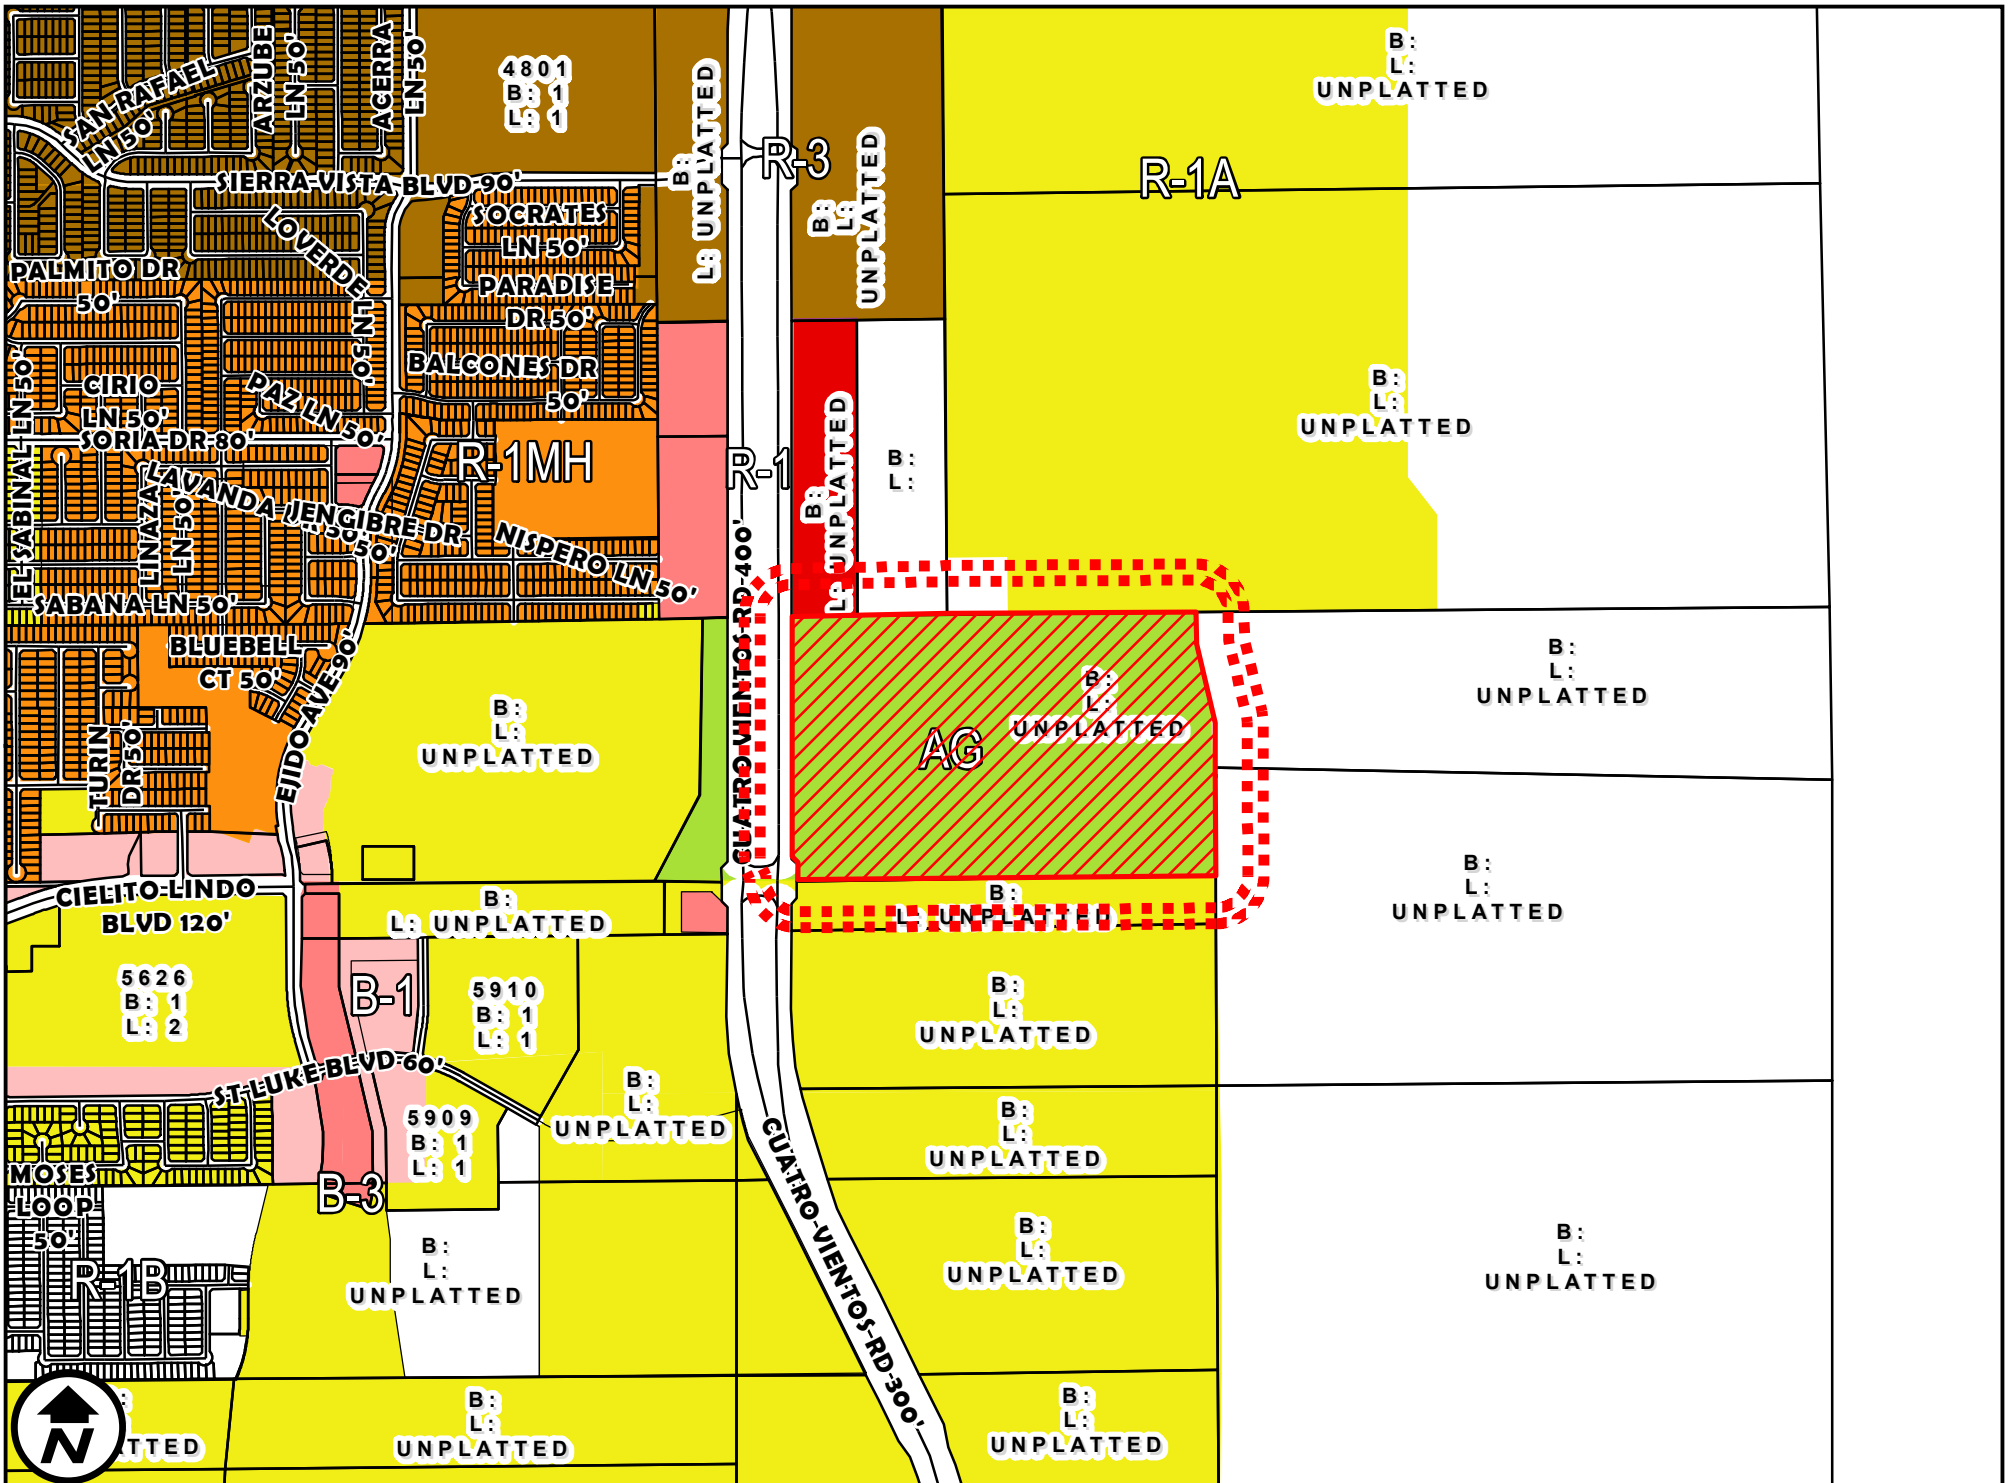 SAN RAFAEL
LN 50'
ARZUBE
LN 50'
ACERRA
LN 50'
4801
B: 1
L: 1
B:
L: UNPLATTED
R-3
B:
L:
UNPLATTED
B:
L:
UNPLATTED
R-1A
SIERRA VISTA BLVD 90'
SOCRATES
LN 50'
LOVERDE LN 50'
PALMITO DR
50'
PARADISE
DR 50'
BALCONES DR
50'
EL SABINAL LN 50'
CIRIO
LN 50'
PAZ LN 50'
SORIA DR 80'
R-1MH
R-1
B:
L: UNPLATTED
B:
L:
B:
L:
UNPLATTED
LINAZA
LN 50'
LAVANDA
JENGIBRE DR
50'
NISPERO LN 50'
SABANA LN 50'
CUATRO VIENTOS RD 400'
BLUEBELL
CT 50'
EJIDO AVE 90'
B:
L:
UNPLATTED
B:
L:
UNPLATTED
AG
B:
L:
UNPLATTED
TURIN
DR 50'
CIELITO LINDO
BLVD 120'
B:
L: UNPLATTED
B:
L: UNPLATTED
B:
L:
UNPLATTED
5626
B: 1
L: 2
B-1
5910
B: 1
L: 1
B:
L:
UNPLATTED
ST LUKE BLVD 60'
B:
L:
UNPLATTED
5909
B: 1
L: 1
B:
L:
UNPLATTED
MOSES
LOOP
50'
B-3
CUATRO VIENTOS RD 300'
R-1B
B:
L:
UNPLATTED
B:
L:
UNPLATTED
B:
L:
UNPLATTED
N
TTED
B:
L:
UNPLATTED
B:
L:
UNPLATTED